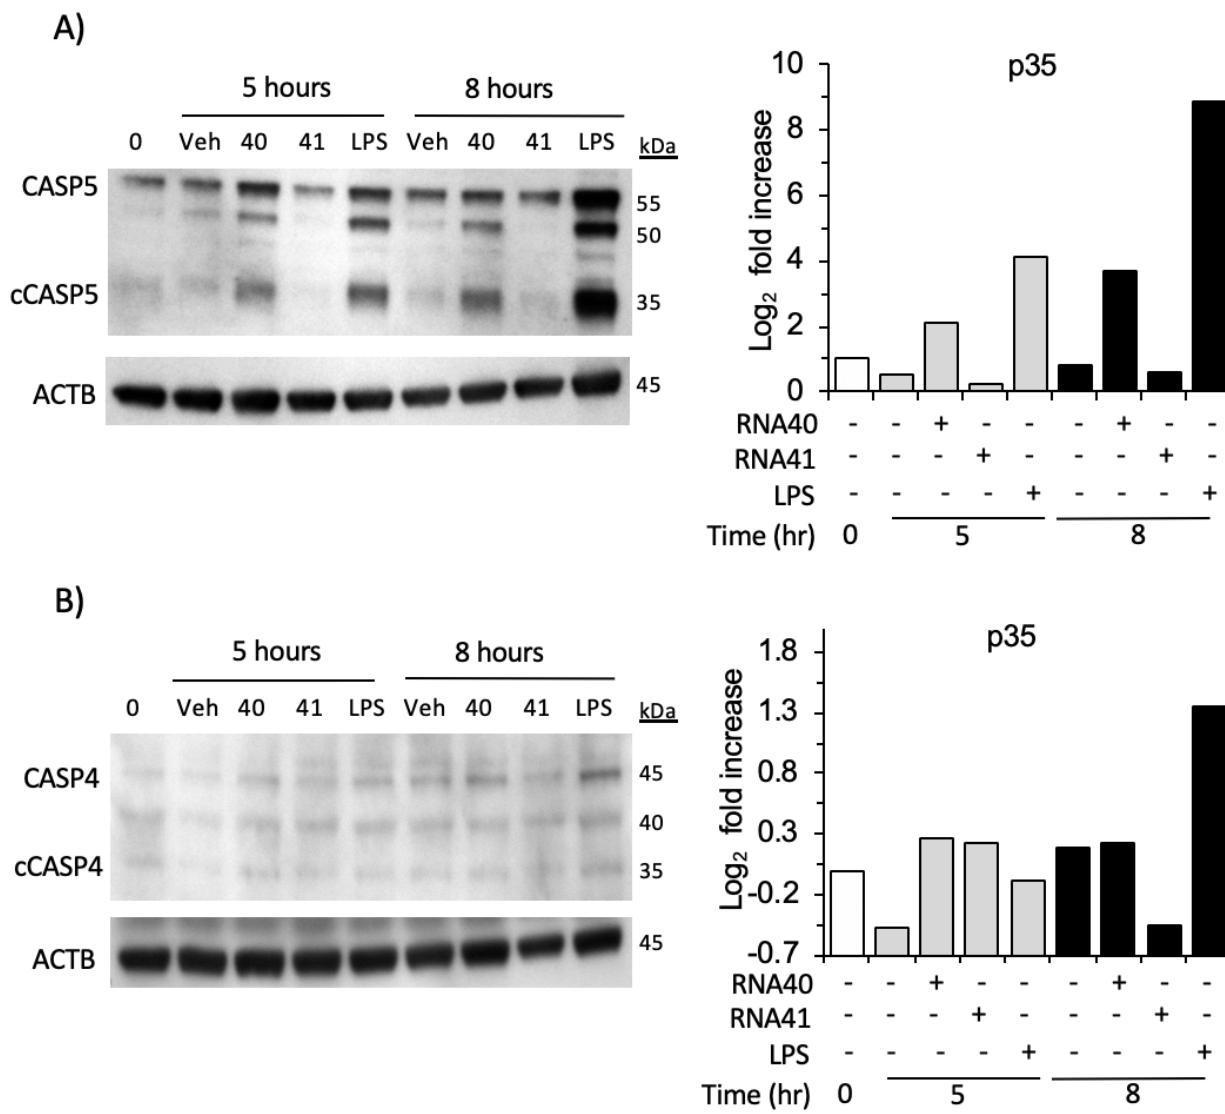 A)
5 hours 8 hours
0 Veh 40 41 LPS Veh 40 41 LPS kDa
CASP5
55
50
cCASP5
35
ACTB
45
p35
Log2 fold increase
10
8
6
4
2
0
RNA40 - - + - - - + - -
RNA41 - - - + - - - + -
LPS - - - - + - - - +
Time (hr) 0 5 8
B)
5 hours 8 hours
0 Veh 40 41 LPS Veh 40 41 LPS kDa
CASP4
45
40
cCASP4
35
ACTB
45
p35
Log2 fold increase
1.8
1.3
0.8
0.3
-0.2
-0.7
RNA40 - - + - - - + - -
RNA41 - - - + - - - + -
LPS - - - - + - - - +
Time (hr) 0 5 8